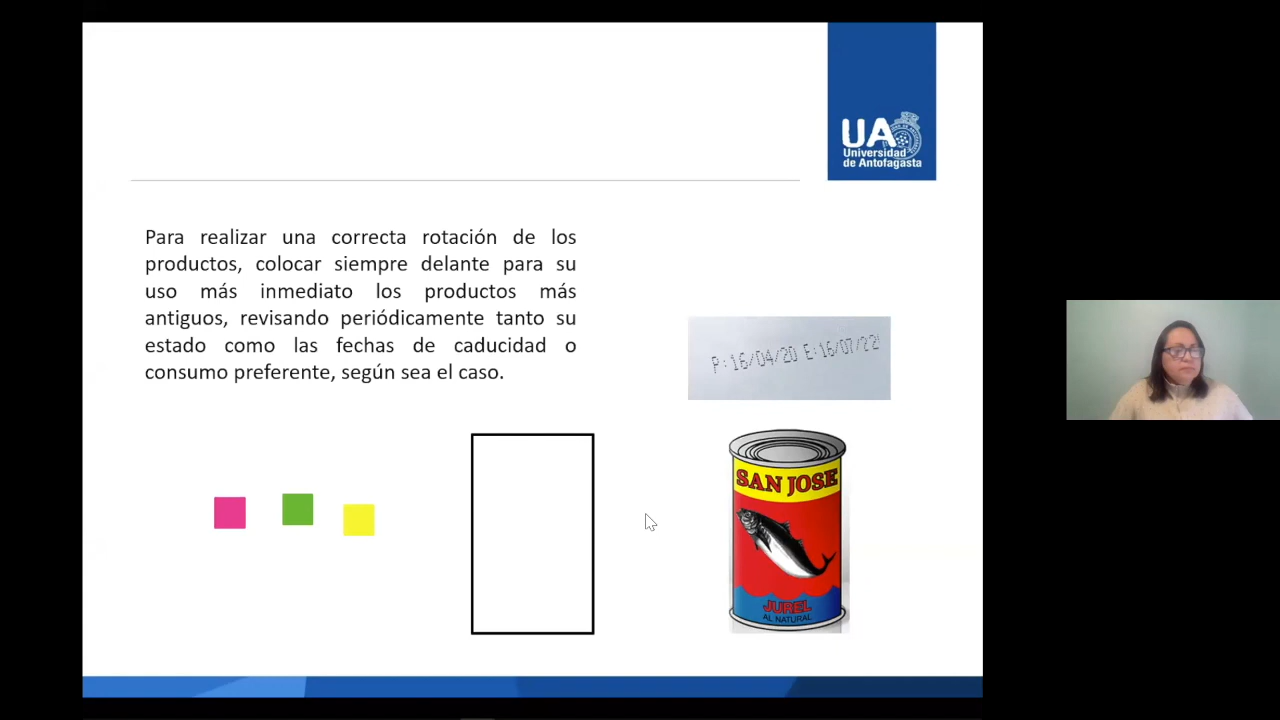 UA
Universidad
de Antofagasta
Para realizar una correcta rotación de los
productos, colocar siempre delante para su
uso más inmediato los productos más
antiguos, revisando periódicamente tanto su
estado como las fechas de caducidad o
consumo preferente, según sea el caso.
P:16/04/20 E:16/07/22
SAN JOSE
JUREL
AL NATURAL